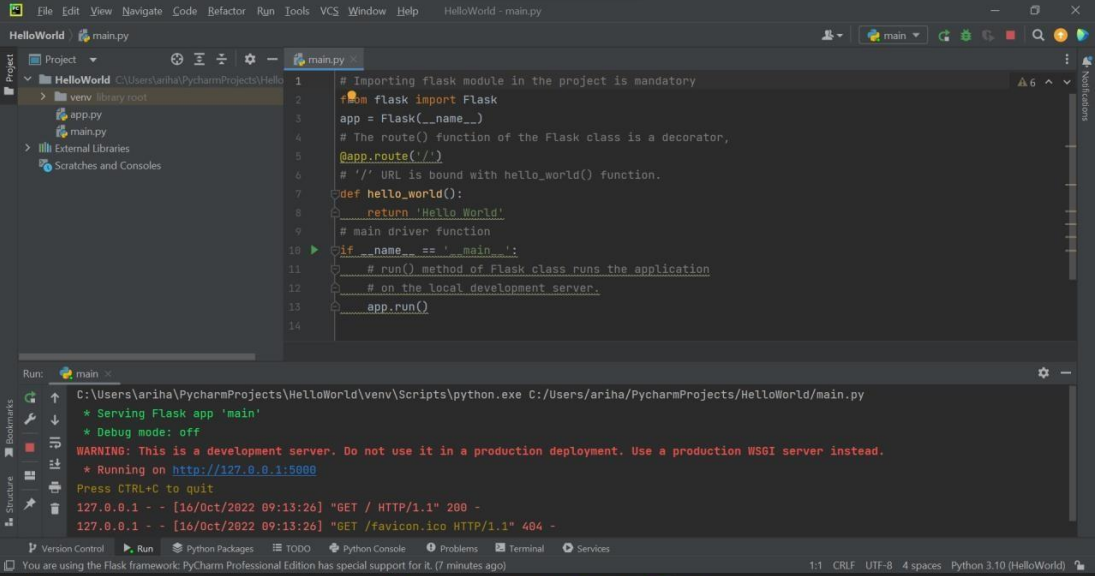 PC File Edit View Navigate Code Refactor Run Tools VCS Window Help HelloWorld - main.py
HelloWorld main.py main
Project main.py
Project
HelloWorld C:\Users\ariha\PycharmProjects\Hello
venv library root
app.py
main.py
External Libraries
Scratches and Consoles
1 # Importing flask module in the project is mandatory
2 from flask import Flask
3 app = Flask(__name__)
4 # The route() function of the Flask class is a decorator,
5 @app.route('/')
6 # ‘/’ URL is bound with hello_world() function.
7 def hello_world():
8 return 'Hello World'
9 # main driver function
10 if __name__ == '__main__':
11 # run() method of Flask class runs the application
12 # on the local development server.
13 app.run()
14
6
Notifications
Run: main
C:\Users\ariha\PycharmProjects\HelloWorld\venv\Scripts\python.exe C:/Users/ariha/PycharmProjects/HelloWorld/main.py
* Serving Flask app 'main'
* Debug mode: off
WARNING: This is a development server. Do not use it in a production deployment. Use a production WSGI server instead.
* Running on http://127.0.0.1:5000
Press CTRL+C to quit
127.0.0.1 - - [16/Oct/2022 09:13:26] "GET / HTTP/1.1" 200 -
127.0.0.1 - - [16/Oct/2022 09:13:26] "GET /favicon.ico HTTP/1.1" 404 -
Bookmarks
Structure
Version Control Run Python Packages TODO Python Console Problems Terminal Services
You are using the Flask framework: PyCharm Professional Edition has special support for it. (7 minutes ago) 1:1 CRLF UTF-8 4 spaces Python 3.10 (HelloWorld)